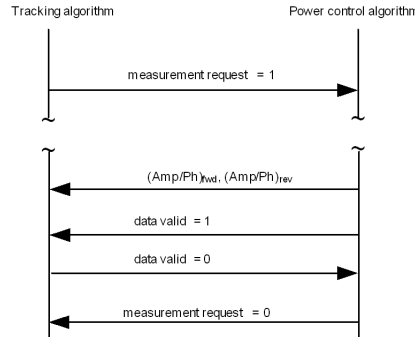 Tracking algorithm Power control algorithm
measurement request = 1
~ ~
~ ~
(Amp/Ph)fwd, (Amp/Ph)rev
data valid = 1
data valid = 0
measurement request = 0